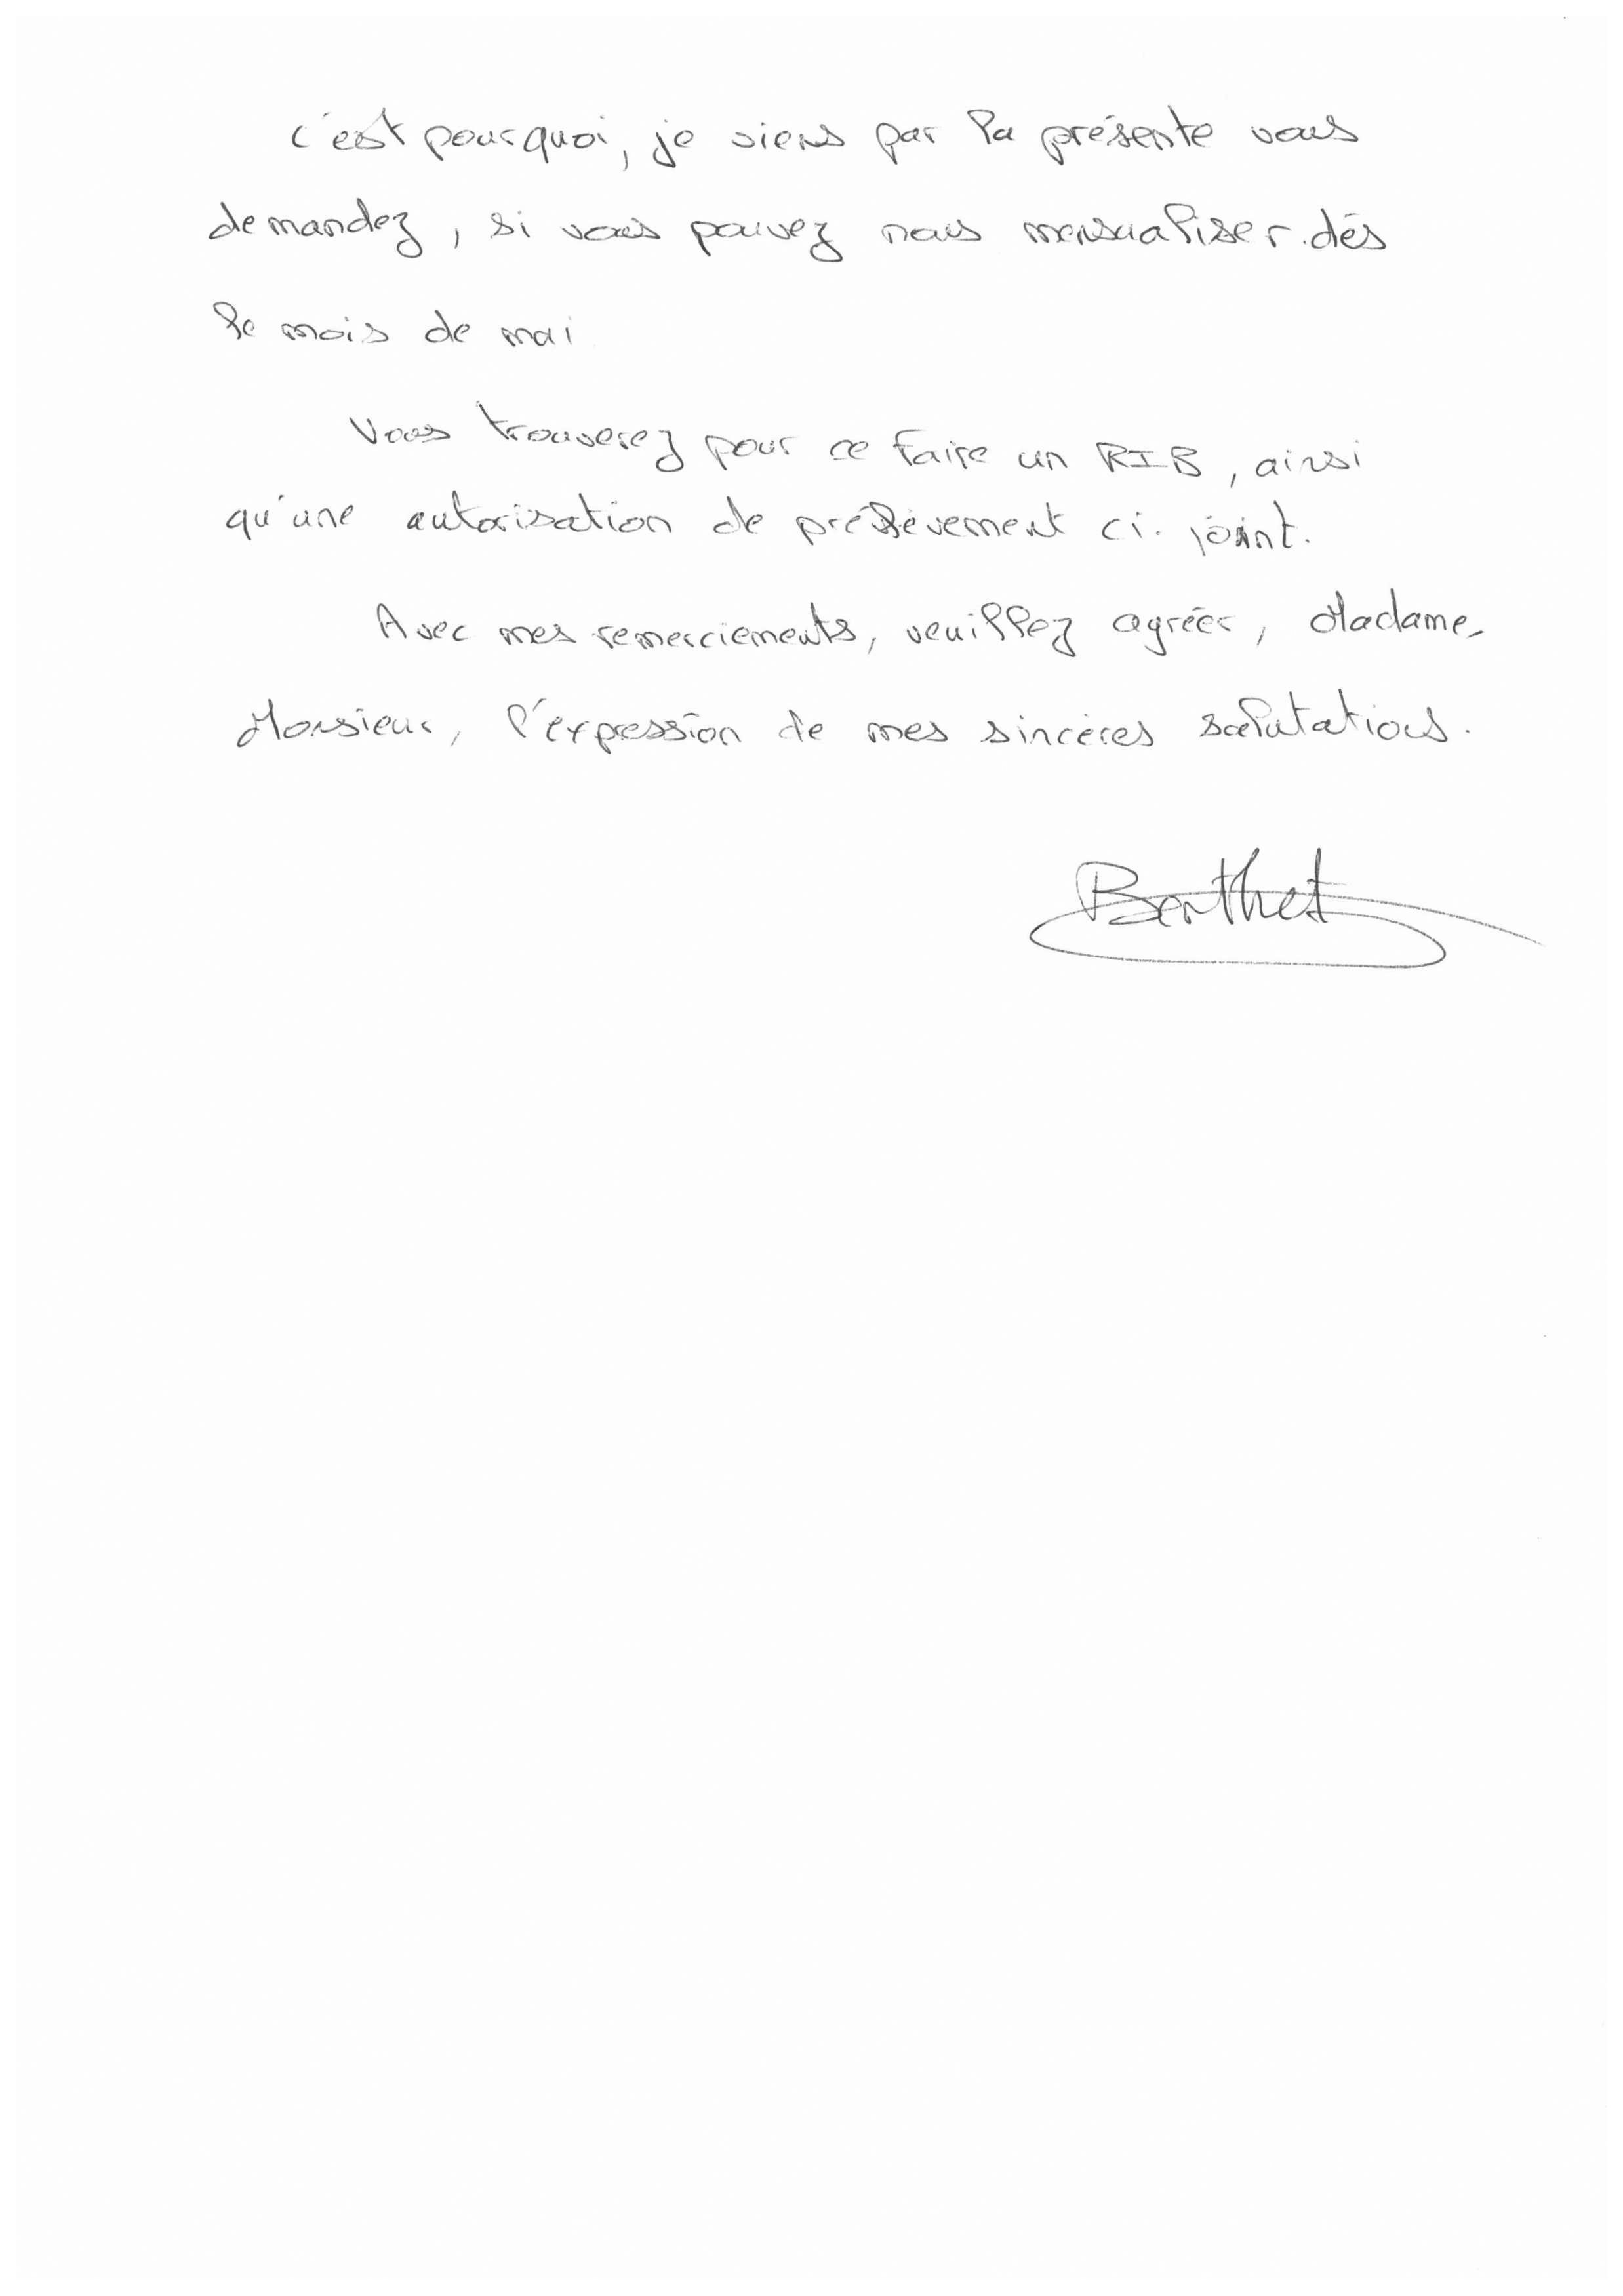 c'est pourquoi, je viens par la présente vous
demandez, si vous pouvez nous mensualiser dès
le mois de mai
Vous trouverez pour ce faire un RIB, ainsi
qu'une autorisation de prélèvement ci-joint.
Avec mes remerciements, veuillez agréer, Madame,
Monsieur, l'expression de mes sincères salutations.
Berthet